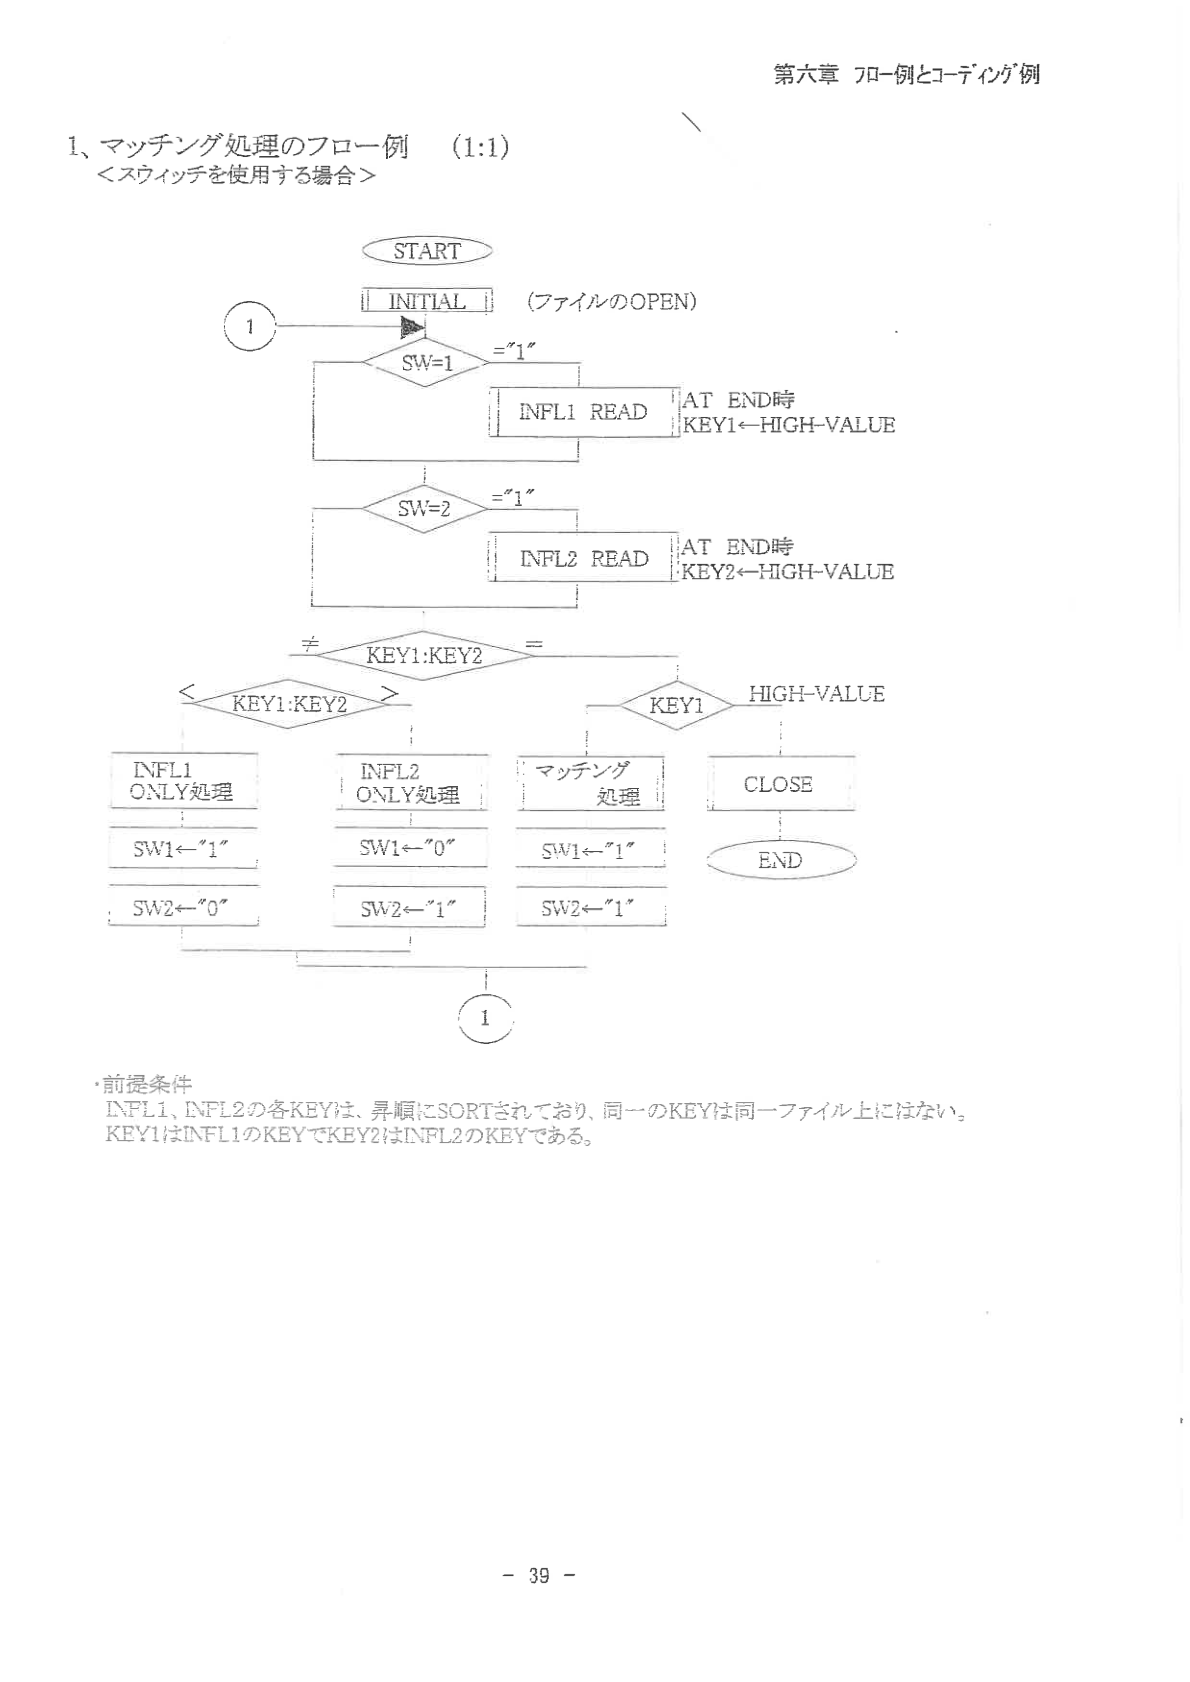 第六章 フロー例とコーディング例
1、マッチング処理のフロー例 (1:1)
＜スウィッチを使用する場合＞
START
INITIAL (ファイルのOPEN)
1
SW=1 ="1"
INFL1 READ
AT END時
KEY1←HIGH-VALUE
SW=2 ="1"
INFL2 READ
AT END時
KEY2←HIGH-VALUE
≠ KEY1:KEY2 =
< KEY1:KEY2 >
KEY1 HIGH-VALUE
INFL1
ONLY処理
INFL2
ONLY処理
マッチング
処理
CLOSE
SW1←"1"
SW1←"0"
SW1←"1"
END
SW2←"0"
SW2←"1"
SW2←"1"
1
・前提条件
INFL1、INFL2の各KEYは、昇順にSORTされており、同一のKEYは同一ファイル上にはない。
KEY1はINFL1のKEYでKEY2はINFL2のKEYである。
- 39 -